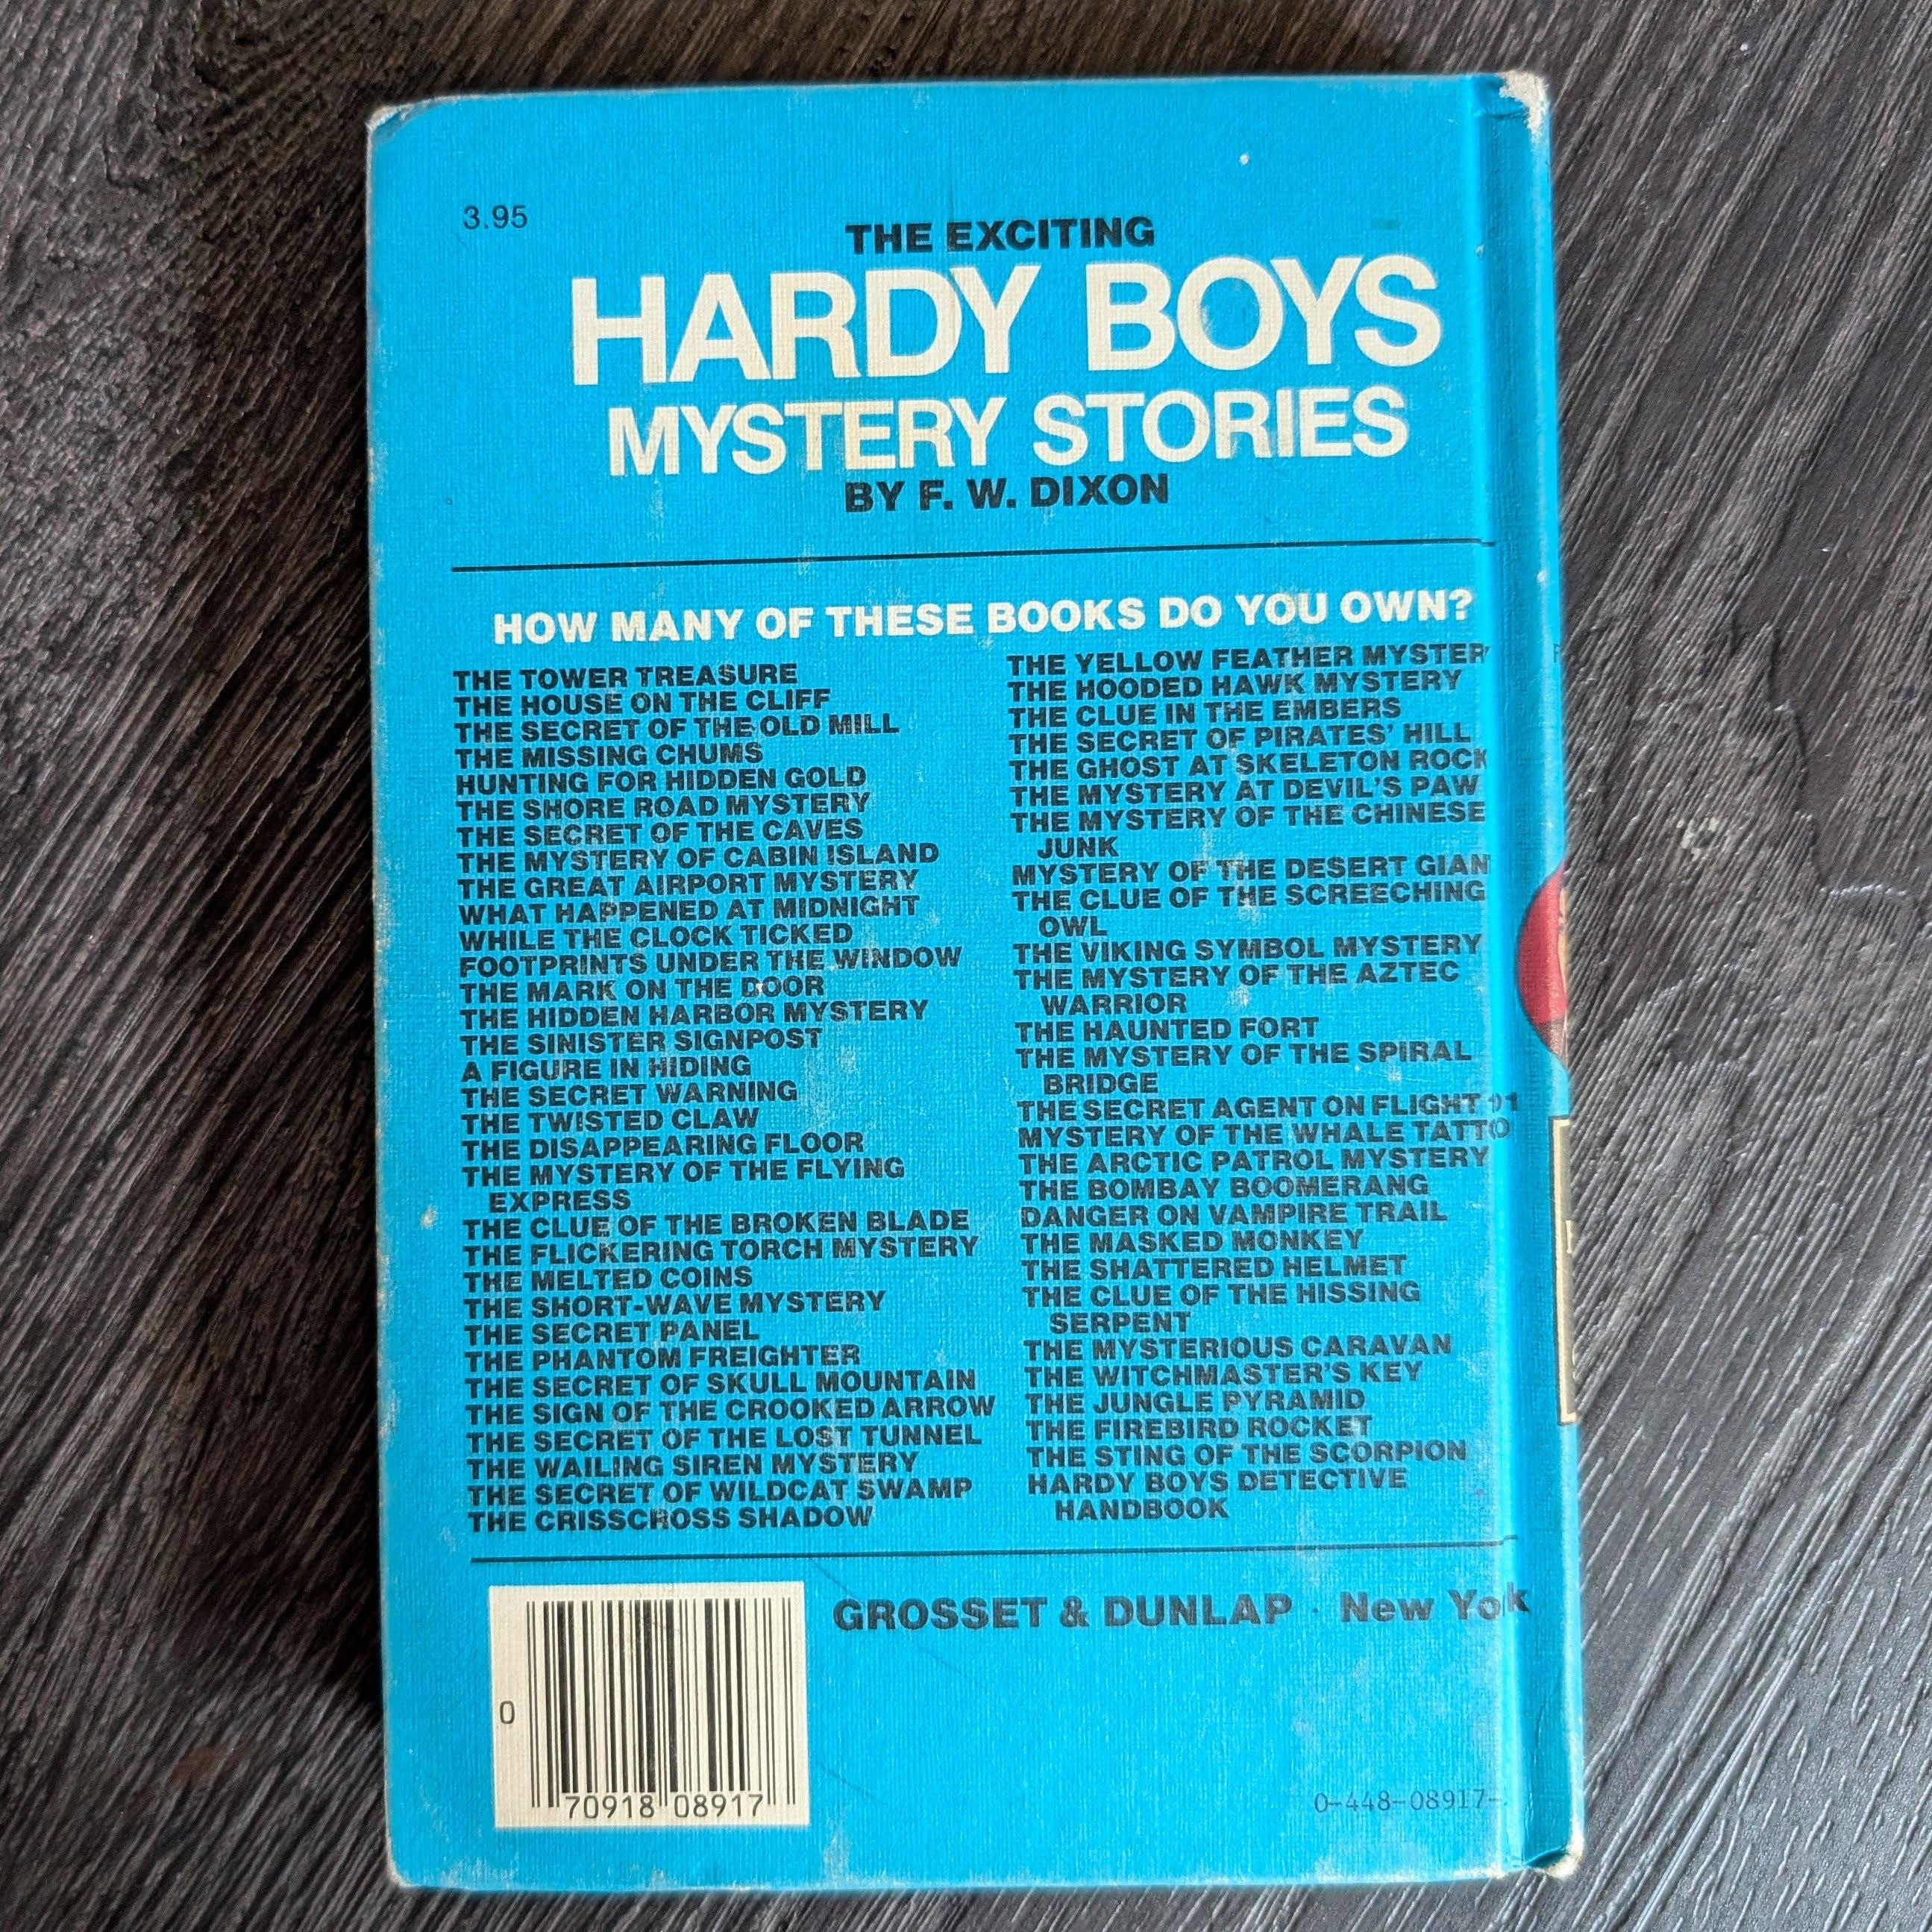 3.95
THE EXCITING
HARDY BOYS
MYSTERY STORIES
BY F. W. DIXON
HOW MANY OF THESE BOOKS DO YOU OWN?
THE TOWER TREASURE
THE HOUSE ON THE CLIFF
THE SECRET OF THE OLD MILL
THE MISSING CHUMS
HUNTING FOR HIDDEN GOLD
THE SHORE ROAD MYSTERY
THE SECRET OF THE CAVES
THE MYSTERY OF CABIN ISLAND
THE GREAT AIRPORT MYSTERY
WHAT HAPPENED AT MIDNIGHT
WHILE THE CLOCK TICKED
FOOTPRINTS UNDER THE WINDOW
THE MARK ON THE DOOR
THE HIDDEN HARBOR MYSTERY
THE SINISTER SIGNPOST
A FIGURE IN HIDING
THE SECRET WARNING
THE TWISTED CLAW
THE DISAPPEARING FLOOR
THE MYSTERY OF THE FLYING
EXPRESS
THE CLUE OF THE BROKEN BLADE
THE FLICKERING TORCH MYSTERY
THE MELTED COINS
THE SHORT-WAVE MYSTERY
THE SECRET PANEL
THE PHANTOM FREIGHTER
THE SECRET OF SKULL MOUNTAIN
THE SIGN OF THE CROOKED ARROW
THE SECRET OF THE LOST TUNNEL
THE WAILING SIREN MYSTERY
THE SECRET OF WILDCAT SWAMP
THE CRISSCROSS SHADOW
THE YELLOW FEATHER MYSTER
THE HOODED HAWK MYSTERY
THE CLUE IN THE EMBERS
THE SECRET OF PIRATES' HILL
THE GHOST AT SKELETON ROCK
THE MYSTERY AT DEVIL'S PAW
THE MYSTERY OF THE CHINESE
JUNK
MYSTERY OF THE DESERT GIAN
THE CLUE OF THE SCREECHING
OWL
THE VIKING SYMBOL MYSTERY
THE MYSTERY OF THE AZTEC
WARRIOR
THE HAUNTED FORT
THE MYSTERY OF THE SPIRAL
BRIDGE
THE SECRET AGENT ON FLIGHT
MYSTERY OF THE WHALE TATTO
THE ARCTIC PATROL MYSTERY
THE BOMBAY BOOMERANG
DANGER ON VAMPIRE TRAIL
THE MASKED MONKEY
THE SHATTERED HELMET
THE CLUE OF THE HISSING
SERPENT
THE MYSTERIOUS CARAVAN
THE WITCHMASTER'S KEY
THE JUNGLE PYRAMID
THE FIREBIRD ROCKET
THE STING OF THE SCORPION
HARDY BOYS DETECTIVE
HANDBOOK
GROSSET & DUNLAP · New Yok
0 70918 08917
0-448-08917-